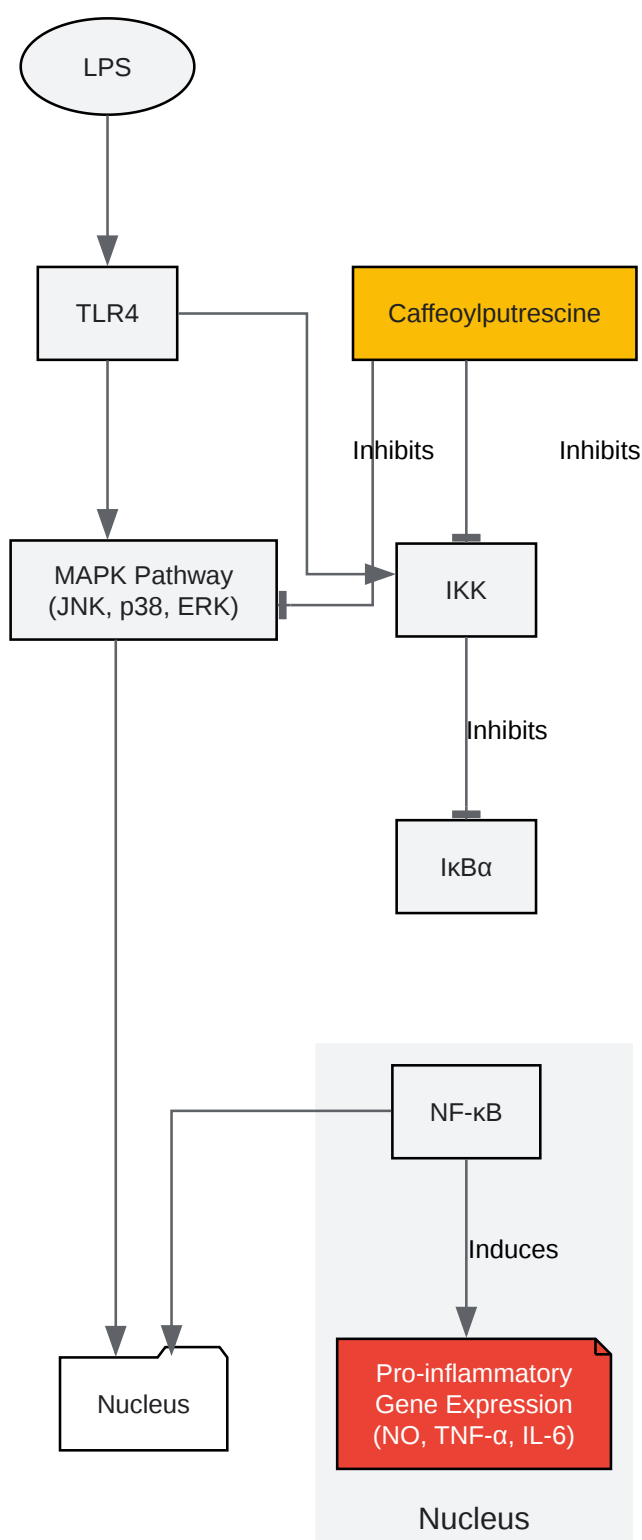 LPS
TLR4
Caffeoylputrescine
Inhibits
Inhibits
MAPK Pathway
(JNK, p38, ERK)
IKK
Inhibits
IκBα
NF-κB
Induces
Nucleus
Pro-inflammatory
Gene Expression
(NO, TNF-α, IL-6)
Nucleus